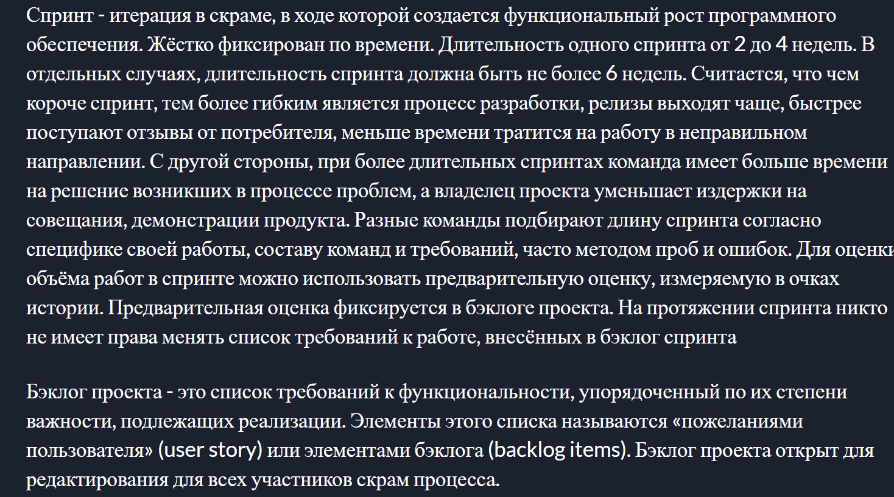 Спринт - итерация в скраме, в ходе которой создается функциональный рост программного
обеспечения. Жёстко фиксирован по времени. Длительность одного спринта от 2 до 4 недель. В
отдельных случаях, длительность спринта должна быть не более 6 недель. Считается, что чем
короче спринт, тем более гибким является процесс разработки, релизы выходят чаще, быстрее
поступают отзывы от потребителя, меньше времени тратится на работу в неправильном
направлении. С другой стороны, при более длительных спринтах команда имеет больше времени
на решение возникших в процессе проблем, а владелец проекта уменьшает издержки на
совещания, демонстрации продукта. Разные команды подбирают длину спринта согласно
специфике своей работы, составу команд и требований, часто методом проб и ошибок. Для оценки
объёма работ в спринте можно использовать предварительную оценку, измеряемую в очках
истории. Предварительная оценка фиксируется в бэклоге проекта. На протяжении спринта никто
не имеет права менять список требований к работе, внесённых в бэклог спринта
Бэклог проекта - это список требований к функциональности, упорядоченный по их степени
важности, подлежащих реализации. Элементы этого списка называются «пожеланиями
пользователя» (user story) или элементами бэклога (backlog items). Бэклог проекта открыт для
редактирования для всех участников скрам процесса.